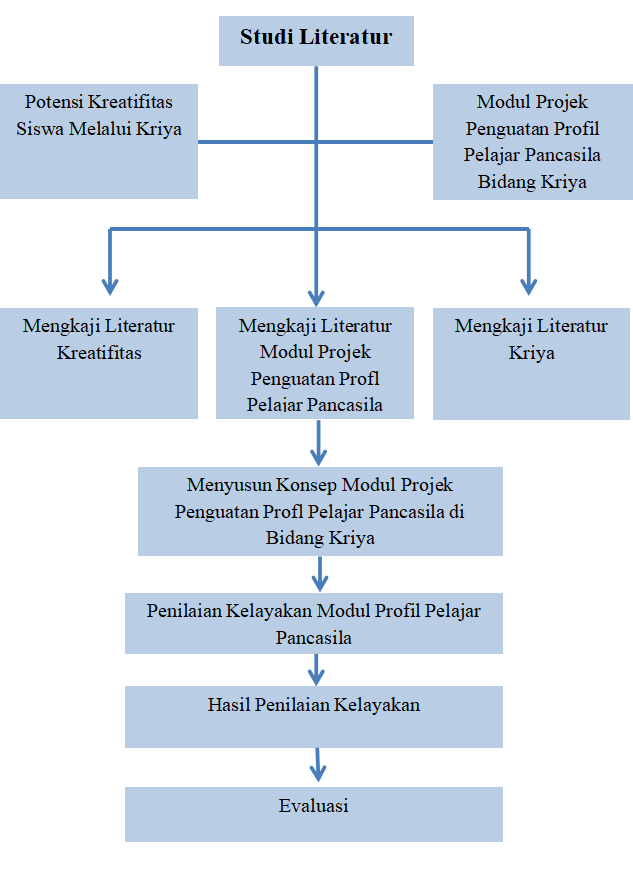 Studi Literatur
Potensi Kreatifitas
Siswa Melalui Kriya
Modul Projek
Penguatan Profil
Pelajar Pancasila
Bidang Kriya
Mengkaji Literatur
Kreatifitas
Mengkaji Literatur
Modul Projek
Penguatan Profl
Pelajar Pancasila
Mengkaji Literatur
Kriya
Menyusun Konsep Modul Projek
Penguatan Profl Pelajar Pancasila di
Bidang Kriya
Penilaian Kelayakan Modul Profil Pelajar
Pancasila
Hasil Penilaian Kelayakan
Evaluasi